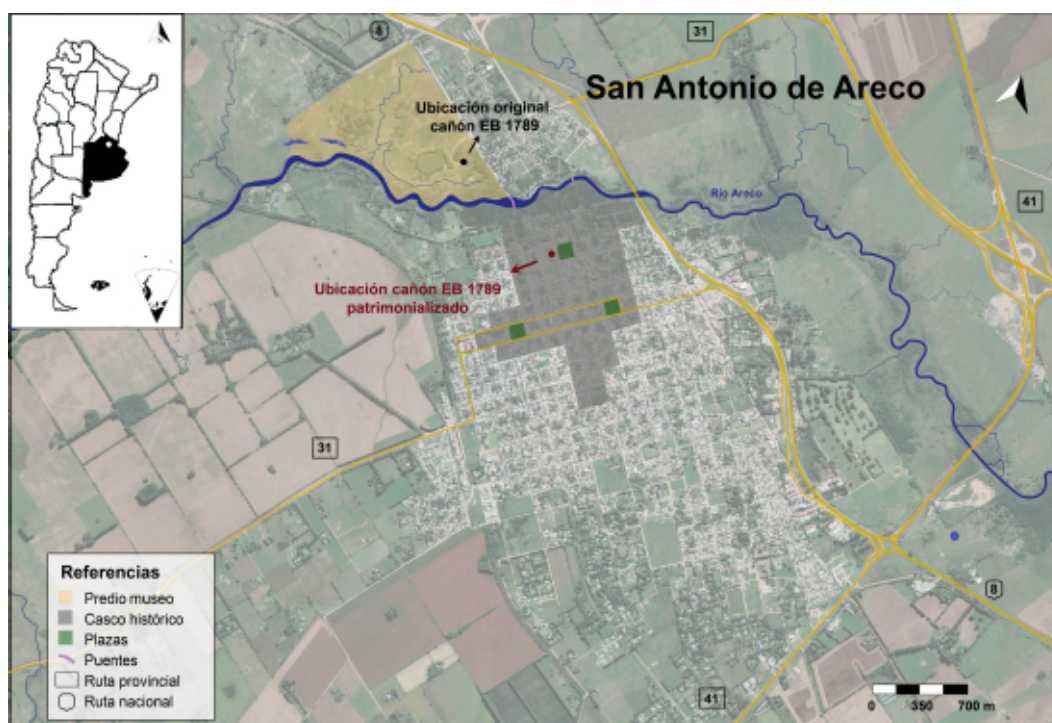 8
31
San Antonio de Areco
Ubicación original
cañón EB 1789
41
Río Areco
Ubicación cañón EB 1789
patrimonializado
31
Referencias
Predio museo
Casco histórico
Plazas
Puentes
Ruta provincial
Ruta nacional
8
41
0 350 700 m